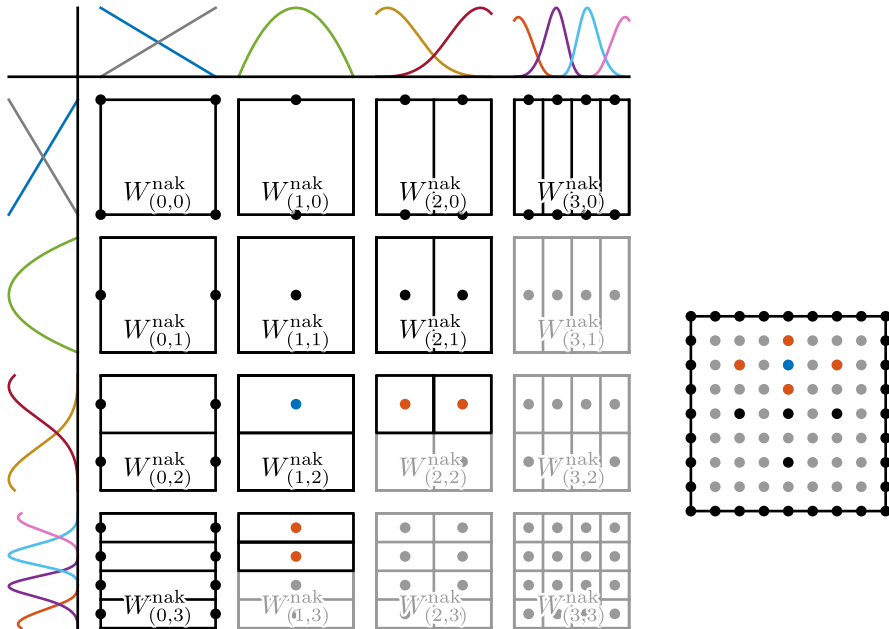 W^nak_(0,0) W^nak_(1,0) W^nak_(2,0) W^nak_(3,0)
W^nak_(0,1) W^nak_(1,1) W^nak_(2,1) W^nak_(3,1)
W^nak_(0,2) W^nak_(1,2) W^nak_(2,2) W^nak_(3,2)
W^nak_(0,3) W^nak_(1,3) W^nak_(2,3) W^nak_(3,3)